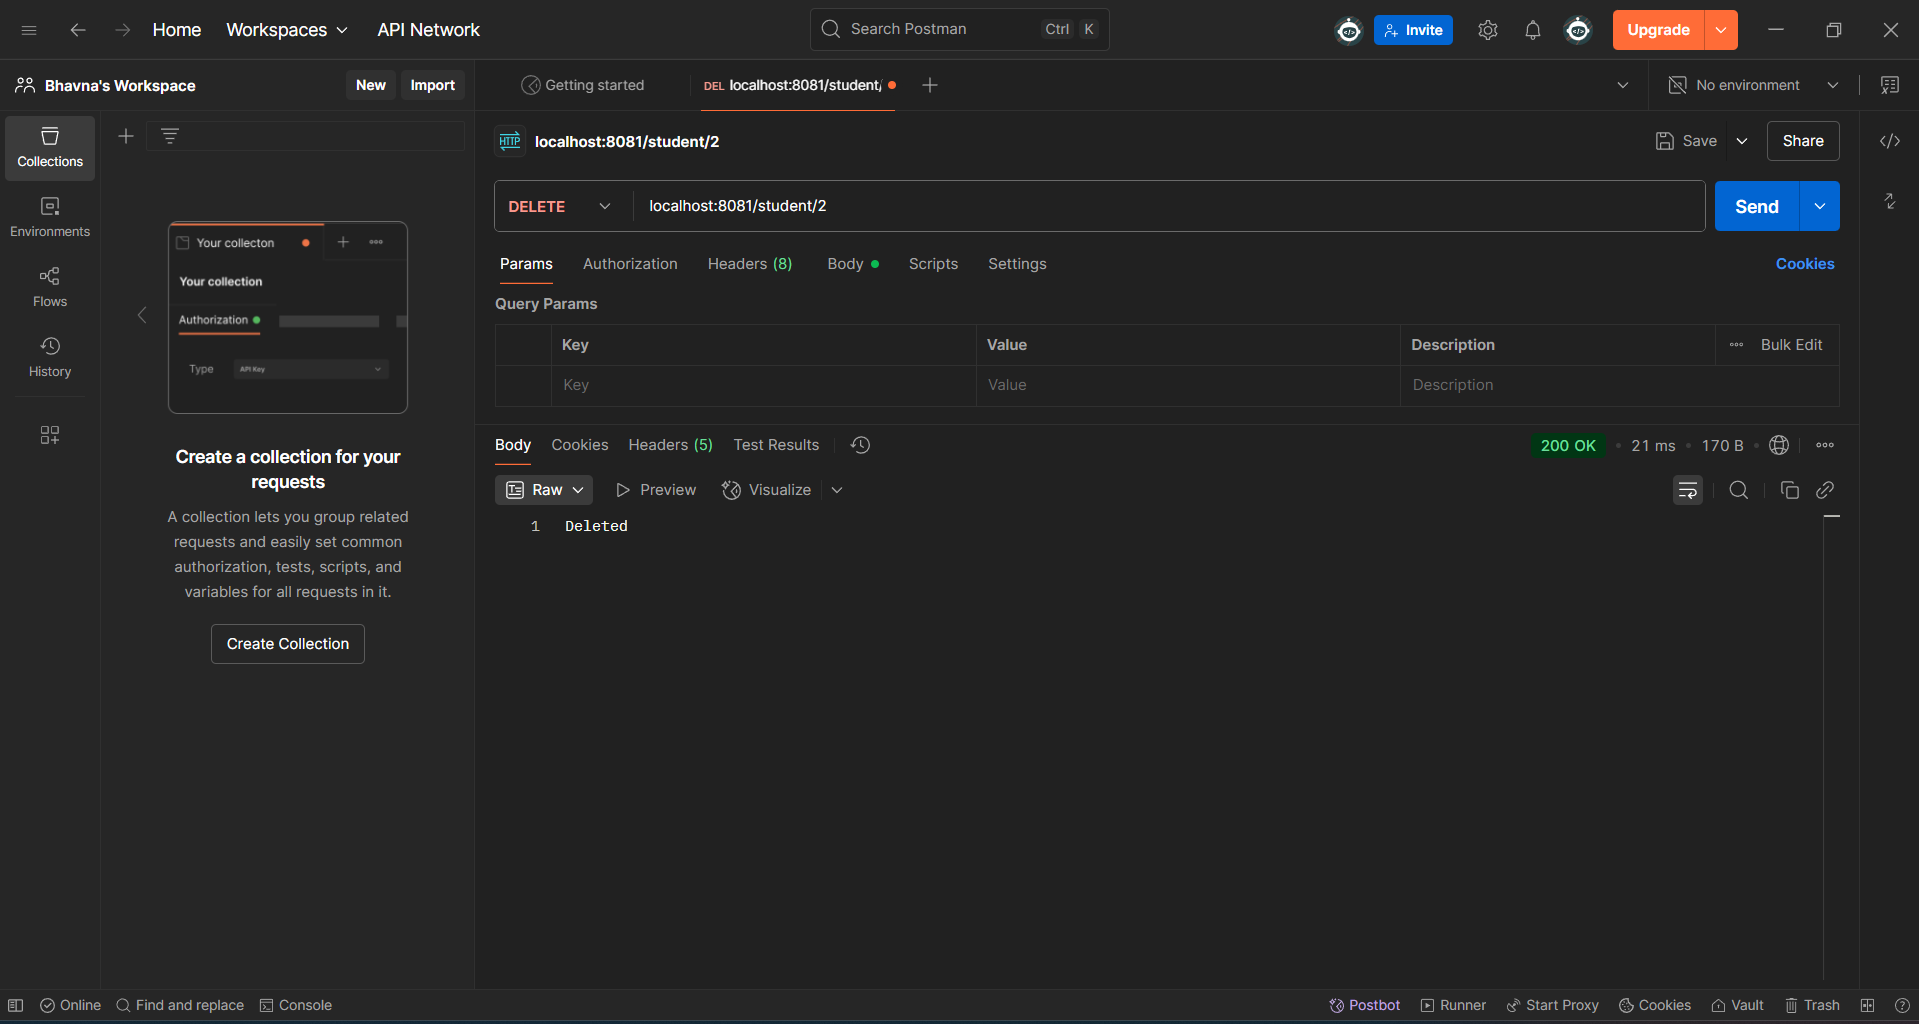 Home Workspaces API Network Search Postman Ctrl K Invite Upgrade
Bhavna's Workspace New Import Getting started DEL localhost:8081/student/ No environment
Collections
Environments
Flows
History
Your collecton
Your collection
Authorization
Type API Key
Create a collection for your
requests
A collection lets you group related
requests and easily set common
authorization, tests, scripts, and
variables for all requests in it.
Create Collection
HTTP localhost:8081/student/2 Save Share
DELETE localhost:8081/student/2 Send
Params Authorization Headers (8) Body Scripts Settings Cookies
Query Params
Key Value Description Bulk Edit
Key Value Description
Body Cookies Headers (5) Test Results 200 OK 21 ms 170 B
Raw Preview Visualize
1 Deleted
Online Find and replace Console Postbot Runner Start Proxy Cookies Vault Trash